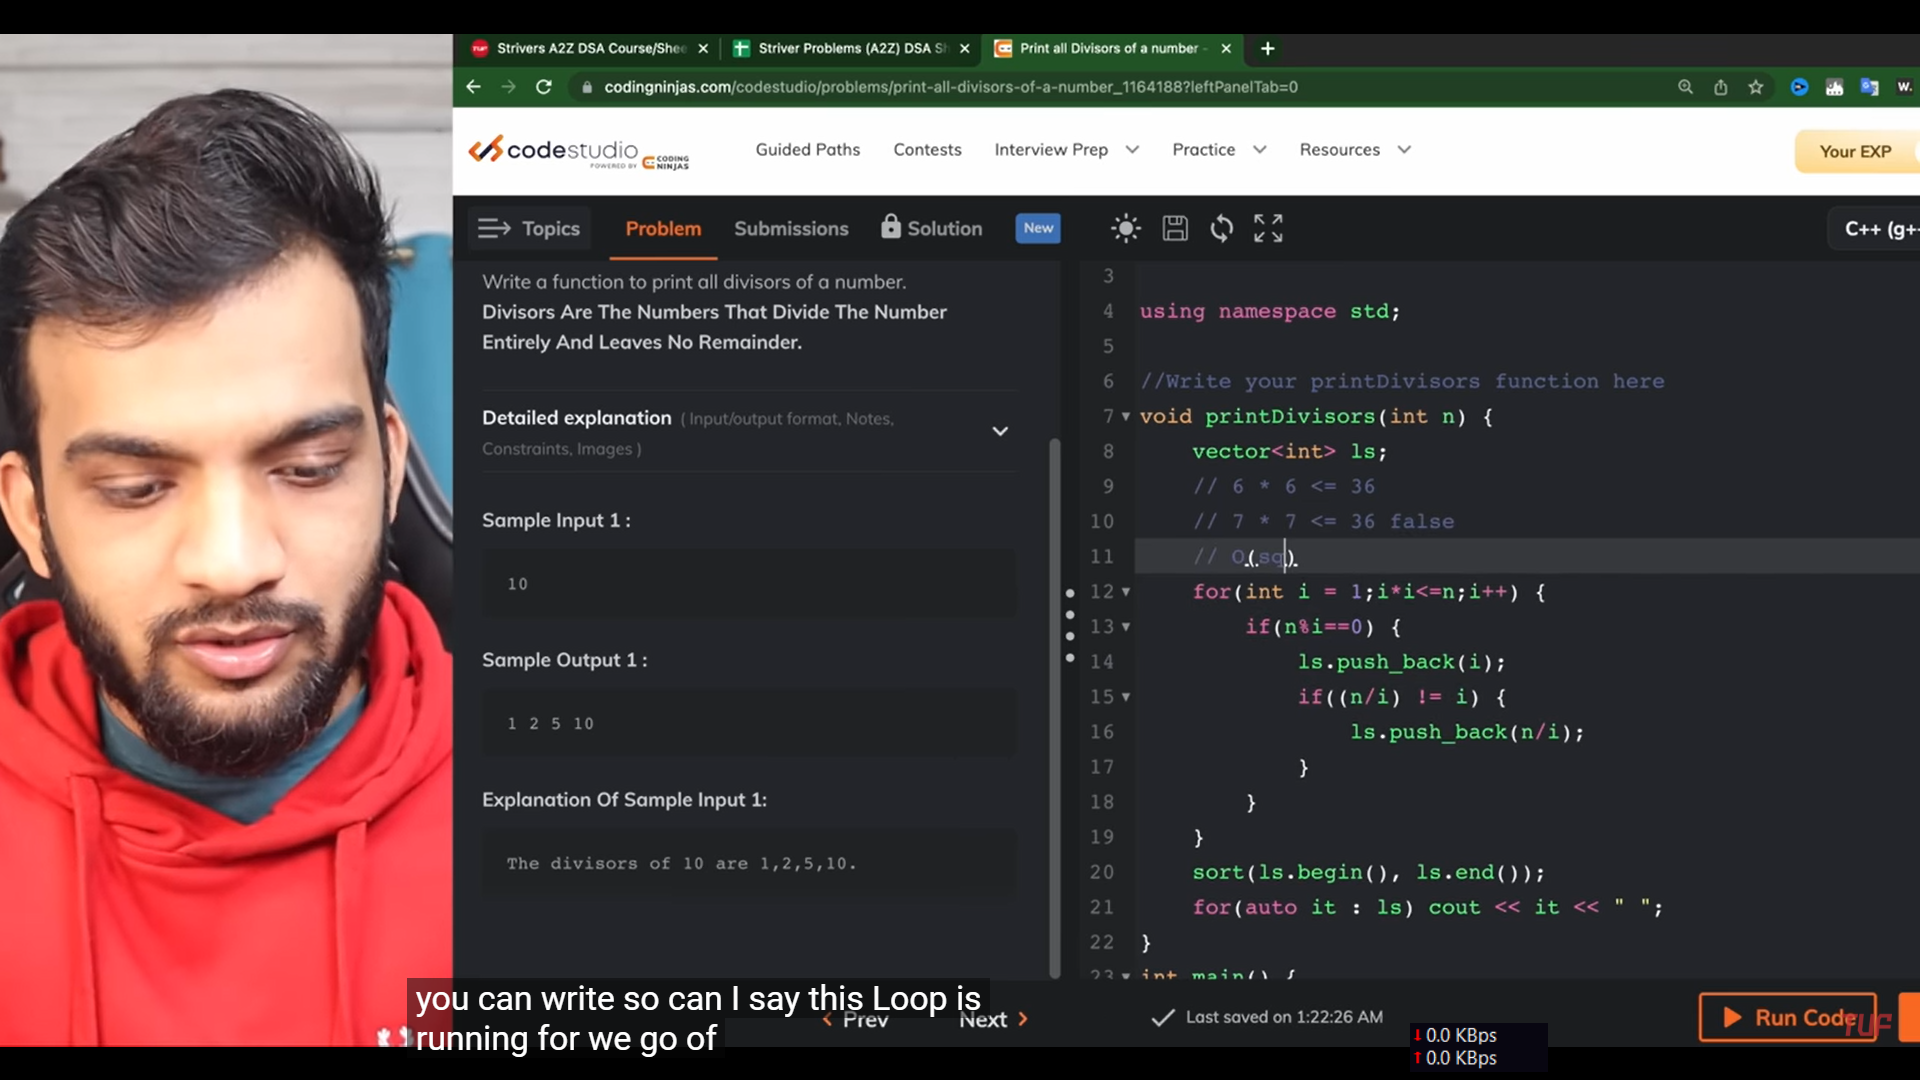 Strivers A2Z DSA Course/Shee
Striver Problems (A2Z) DSA Sh
Print all Divisors of a number -
codingninjas.com/codestudio/problems/print-all-divisors-of-a-number_1164188?leftPanelTab=0
codestudio
POWERED BY CODING NINJAS
Guided Paths
Contests
Interview Prep
Practice
Resources
Your EXP
Topics
Problem
Submissions
Solution
New
C++ (g++
Write a function to print all divisors of a number.
Divisors Are The Numbers That Divide The Number
Entirely And Leaves No Remainder.
Detailed explanation ( Input/output format, Notes,
Constraints, Images )
Sample Input 1 :
10
Sample Output 1 :
1 2 5 10
Explanation Of Sample Input 1:
The divisors of 10 are 1,2,5,10.
3
4 using namespace std;
5
6 //Write your printDivisors function here
7 void printDivisors(int n) {
8 vector<int> ls;
9 // 6 * 6 <= 36
10 // 7 * 7 <= 36 false
11 // O(sq)
12 for(int i = 1;i*i<=n;i++) {
13 if(n%i==0) {
14 ls.push_back(i);
15 if((n/i) != i) {
16 ls.push_back(n/i);
17 }
18 }
19 }
20 sort(ls.begin(), ls.end());
21 for(auto it : ls) cout << it << " ";
22 }
23 int main() {
you can write so can I say this Loop is
running for we go of
Prev
Next
Last saved on 1:22:26 AM
Run Code
TUF
0.0 KBps
0.0 KBps